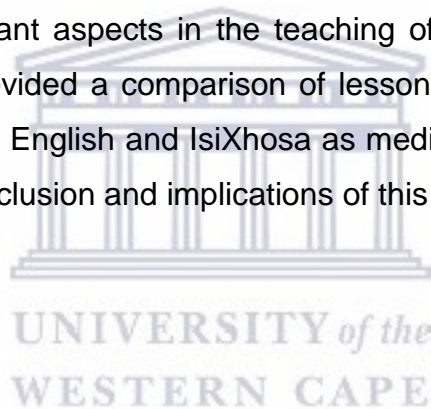 ant aspects in the teaching of
vided a comparison of lesson
English and IsiXhosa as medi
clusion and implications of this
UNIVERSITY of the
WESTERN CAPE